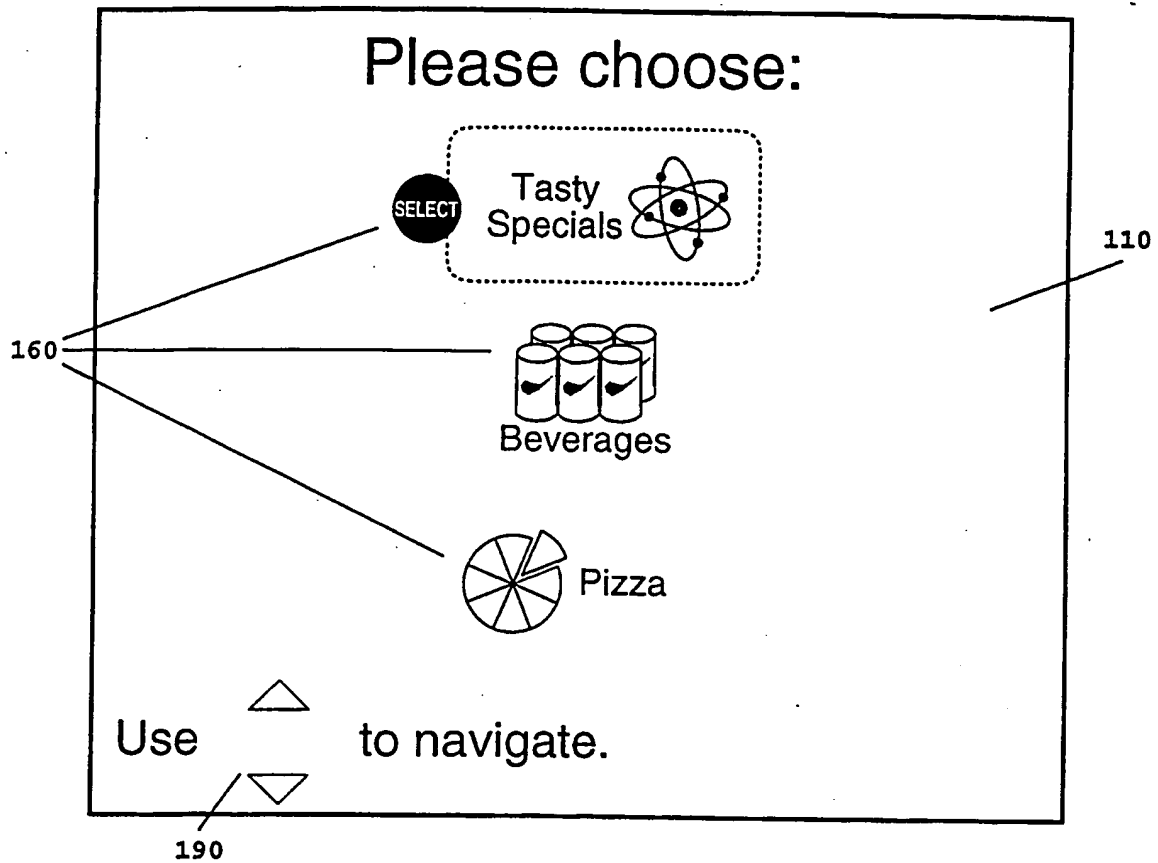 Please choose:
SELECT
Tasty
Specials
110
160
Beverages
Pizza
Use
to navigate.
190